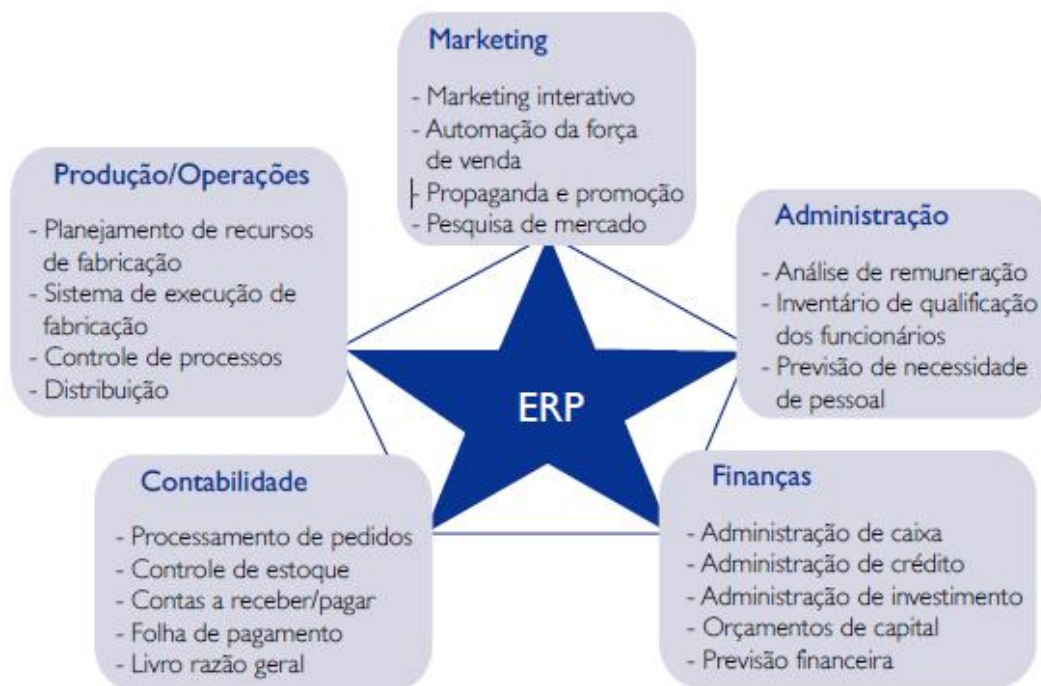 Marketing
- Marketing interativo
- Automação da força
de venda
- Propaganda e promoção
- Pesquisa de mercado
Produção/Operações
- Planejamento de recursos
de fabricação
- Sistema de execução de
fabricação
- Controle de processos
- Distribuição
Administração
- Análise de remuneração
- Inventário de qualificação
dos funcionários
- Previsão de necessidade
de pessoal
ERP
Contabilidade
- Processamento de pedidos
- Controle de estoque
- Contas a receber/pagar
- Folha de pagamento
- Livro razão geral
Finanças
- Administração de caixa
- Administração de crédito
- Administração de investimento
- Orçamentos de capital
- Previsão financeira